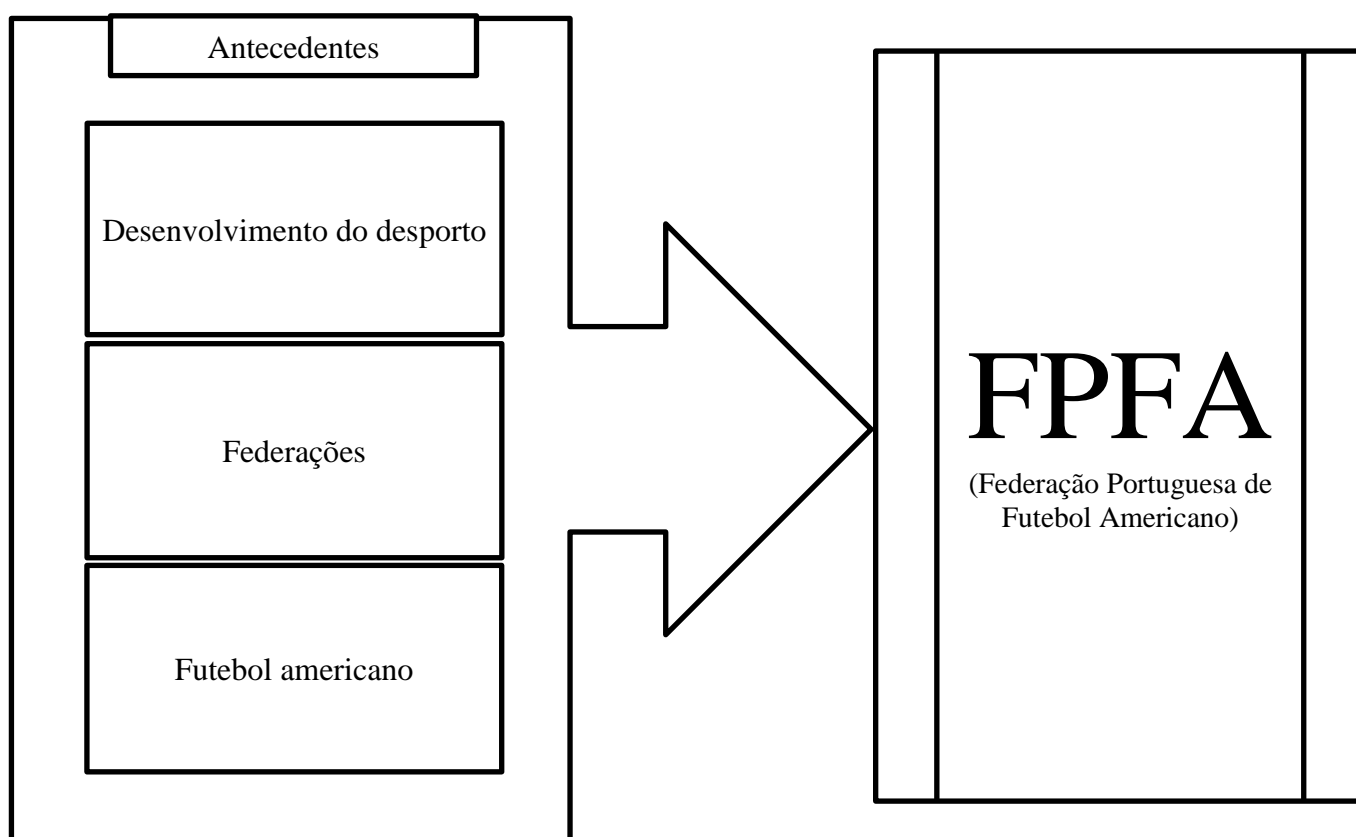 Antecedentes
Desenvolvimento do desporto
Federações
Futebol americano
FPFA
(Federação Portuguesa de
Futebol Americano)